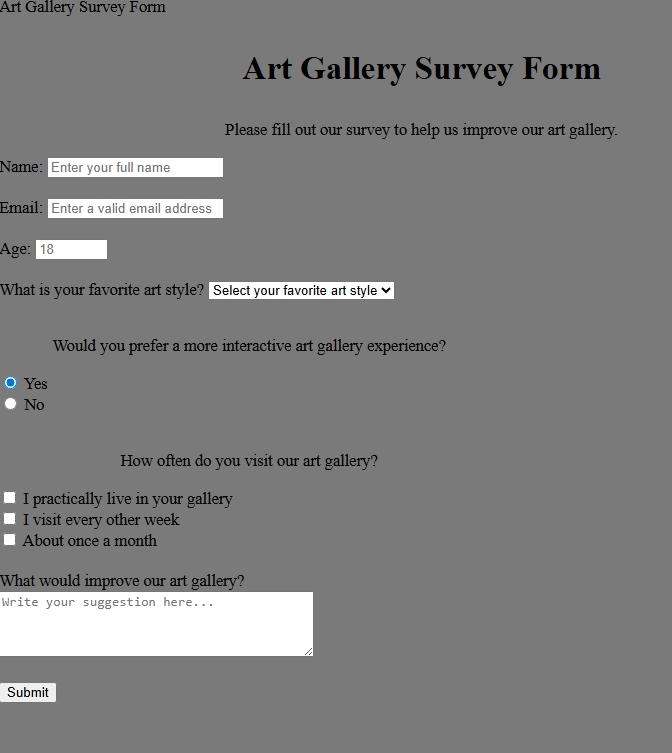 Art Gallery Survey Form
Art Gallery Survey Form
Please fill out our survey to help us improve our art gallery.
Name: Enter your full name
Email: Enter a valid email address
Age: 18
What is your favorite art style? Select your favorite art style
Would you prefer a more interactive art gallery experience?
Yes
No
How often do you visit our art gallery?
I practically live in your gallery
I visit every other week
About once a month
What would improve our art gallery?
Write your suggestion here...
Submit